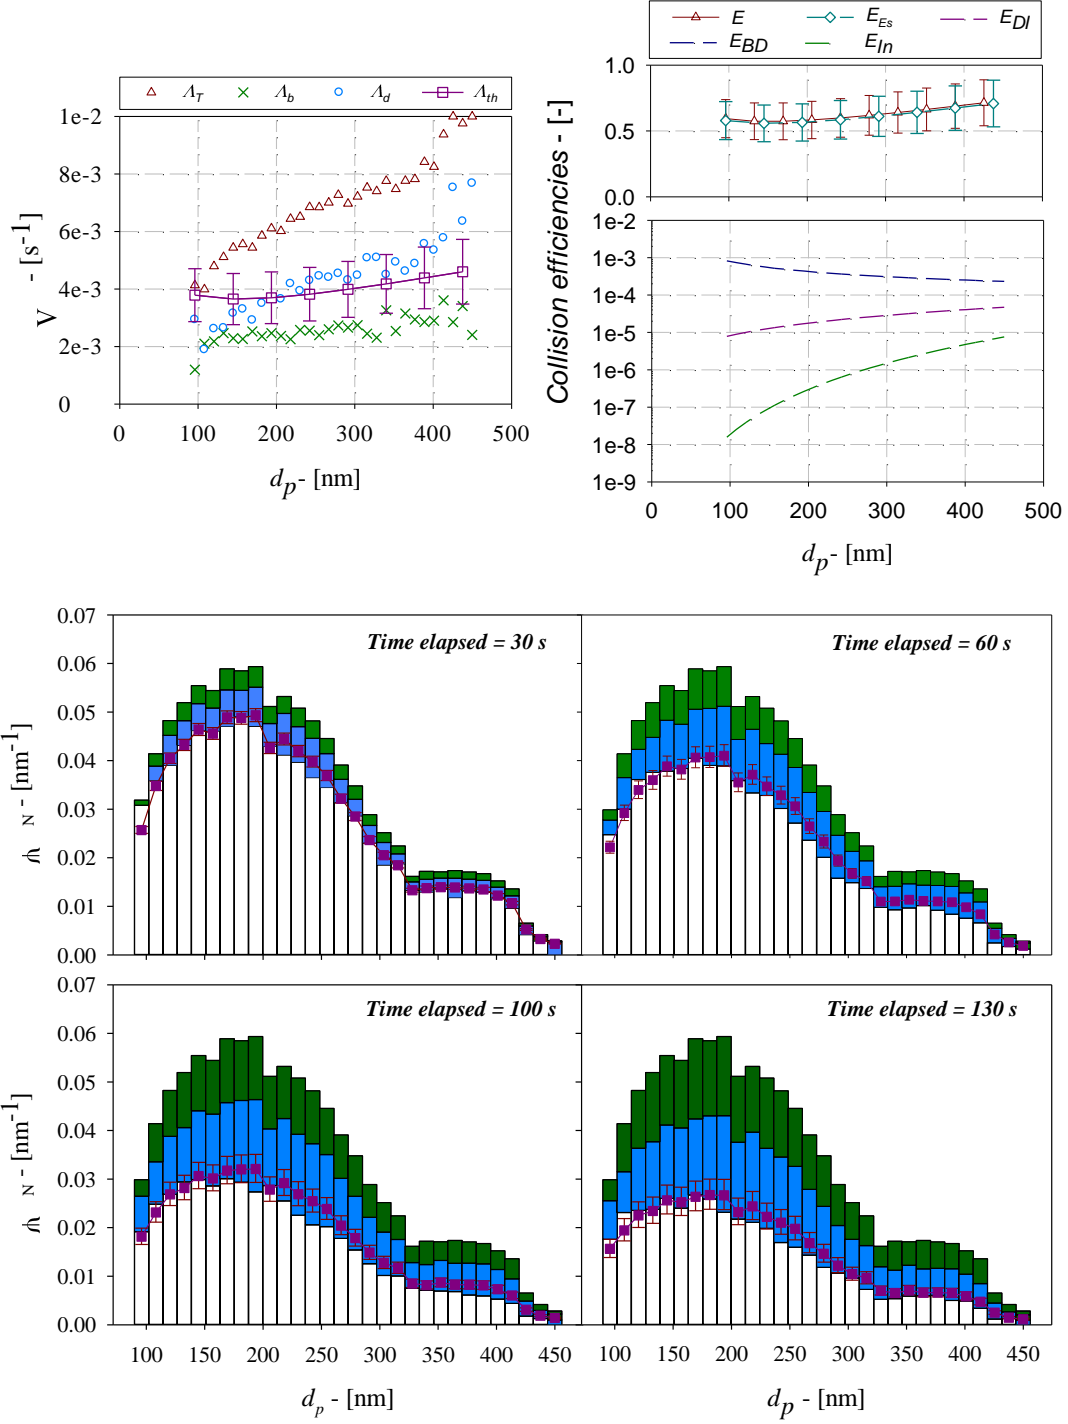 Λ_T Λ_b Λ_d Λ_th
1e-2
8e-3
6e-3
4e-3
2e-3
0
V - [s⁻¹]
0 100 200 300 400 500
d_p - [nm]
E E_Es E_DI
E_BD E_In
1.0
0.5
0.0
1e-2
1e-3
1e-4
1e-5
1e-6
1e-7
1e-8
1e-9
Collision efficiencies - [-]
0 100 200 300 400 500
d_p - [nm]
0.07
0.06
0.05
0.04
0.03
0.02
0.01
0.00
N - [nm⁻¹]
Time elapsed = 30 s
Time elapsed = 60 s
0.07
0.06
0.05
0.04
0.03
0.02
0.01
0.00
N - [nm⁻¹]
Time elapsed = 100 s
Time elapsed = 130 s
100 150 200 250 300 350 400 450
100 150 200 250 300 350 400 450
d_p - [nm]
d_p - [nm]